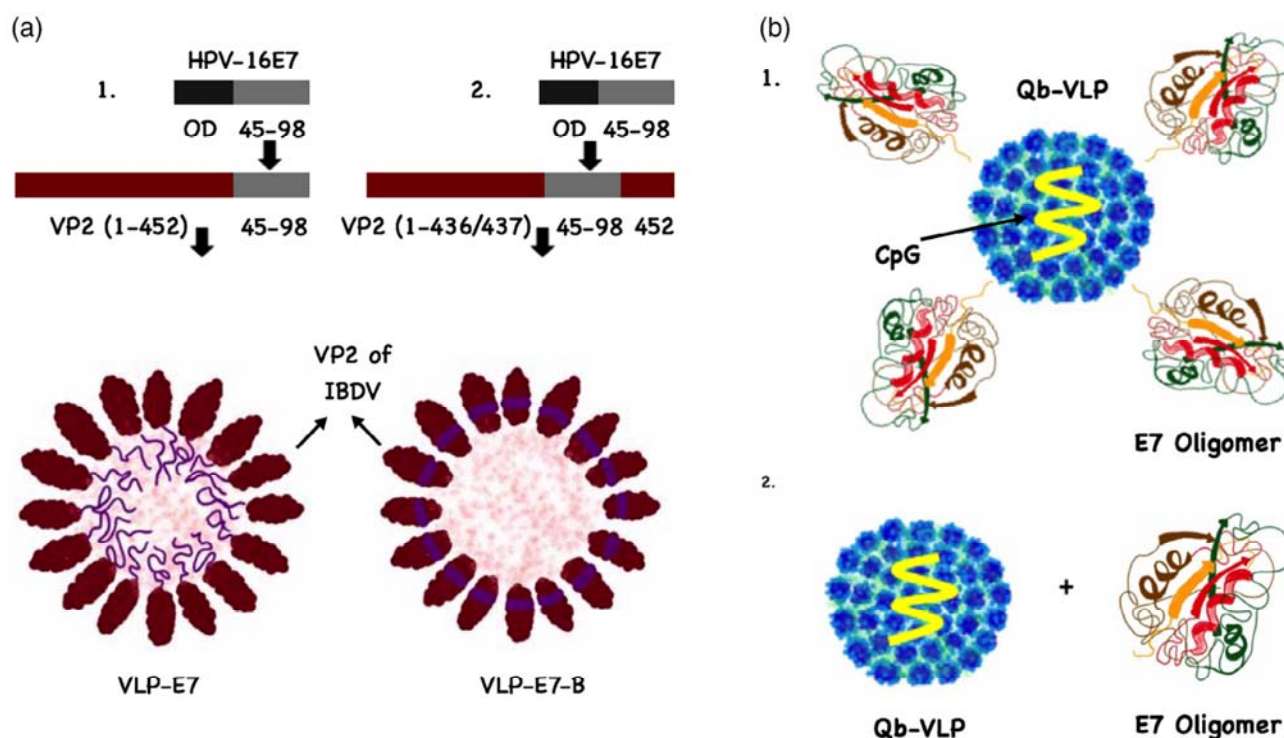 (a)
HPV-16E7
1.
OD 45-98
VP2 (1-452) 45-98
HPV-16E7
2.
OD 45-98
VP2 (1-436/437) 45-98 452
VP2 of
IBDV
VLP-E7
VLP-E7-B
(b)
1.
Qb-VLP
CpG
E7 Oligomer
2.
+
Qb-VLP
E7 Oligomer